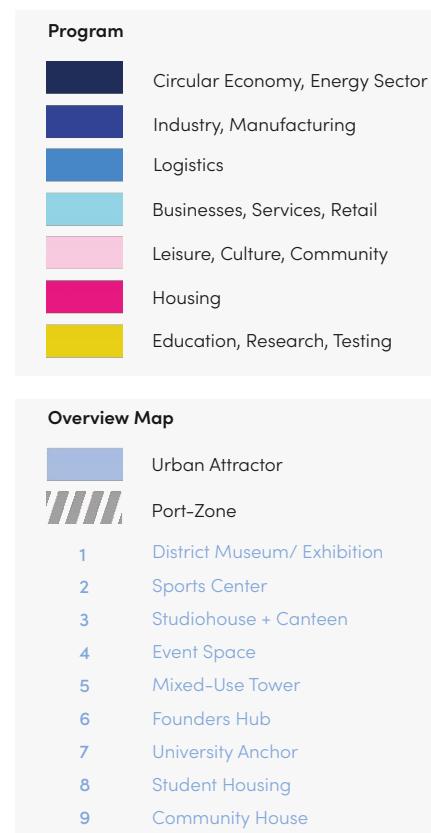 Program
Circular Economy, Energy Sector
Industry, Manufacturing
Logistics
Businesses, Services, Retail
Leisure, Culture, Community
Housing
Education, Research, Testing
Overview Map
Urban Attractor
Port-Zone
1 District Museum/ Exhibition
2 Sports Center
3 Studiohouse + Canteen
4 Event Space
5 Mixed-Use Tower
6 Founders Hub
7 University Anchor
8 Student Housing
9 Community House